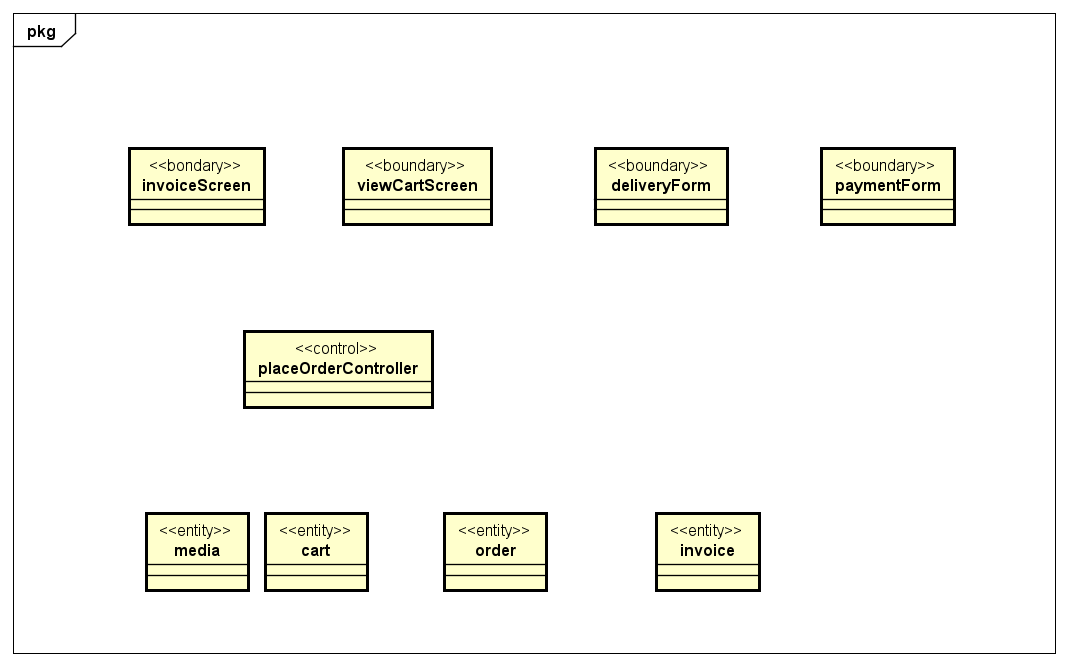 pkg
<<bondary>>
invoiceScreen
<<boundary>>
viewCartScreen
<<boundary>>
deliveryForm
<<boundary>>
paymentForm
<<control>>
placeOrderController
<<entity>>
media
<<entity>>
cart
<<entity>>
order
<<entity>>
invoice